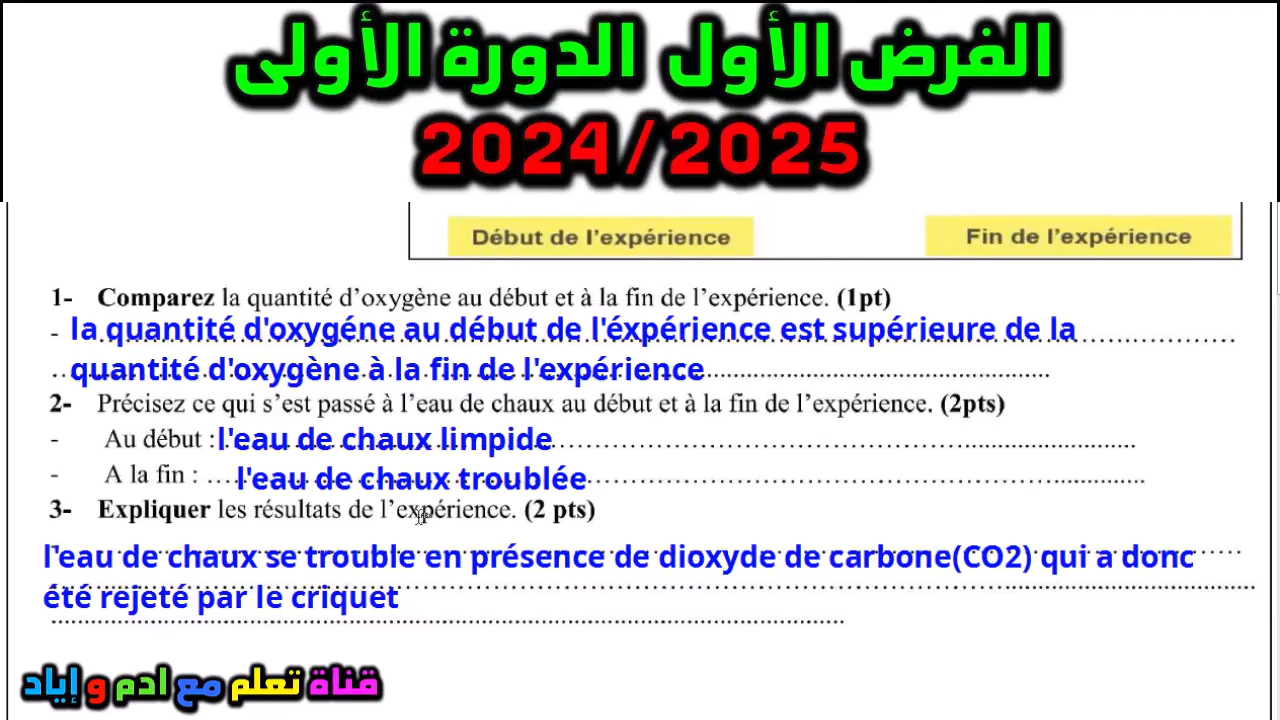 الفرض الأول الدورة الأولى
2024/2025
Début de l'expérience
Fin de l'expérience
1- Comparez la quantité d'oxygène au début et à la fin de l'expérience. (1pt)
- la quantité d'oxygéne au début de l'éxpérience est supérieure de la
quantité d'oxygène à la fin de l'expérience
2- Précisez ce qui s'est passé à l'eau de chaux au début et à la fin de l'expérience. (2pts)
- Au début : l'eau de chaux limpide
- A la fin : l'eau de chaux troublée
3- Expliquer les résultats de l'expérience. (2 pts)
l'eau de chaux se trouble en présence de dioxyde de carbone(CO2) qui a donc
été rejeté par le criquet
قناة تعلم مع ادم و إياد